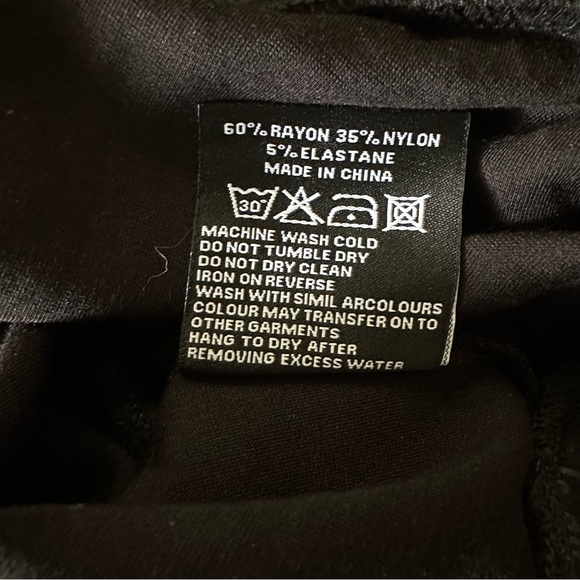 60% RAYON 35% NYLON
5% ELASTANE
MADE IN CHINA
30°
MACHINE WASH COLD
DO NOT TUMBLE DRY
DO NOT DRY CLEAN
IRON ON REVERSE
WASH WITH SIMIL ARCOLOURS
COLOUR MAY TRANSFER ON TO
OTHER GARMENTS
HANG TO DRY AFTER
REMOVING EXCESS WATER